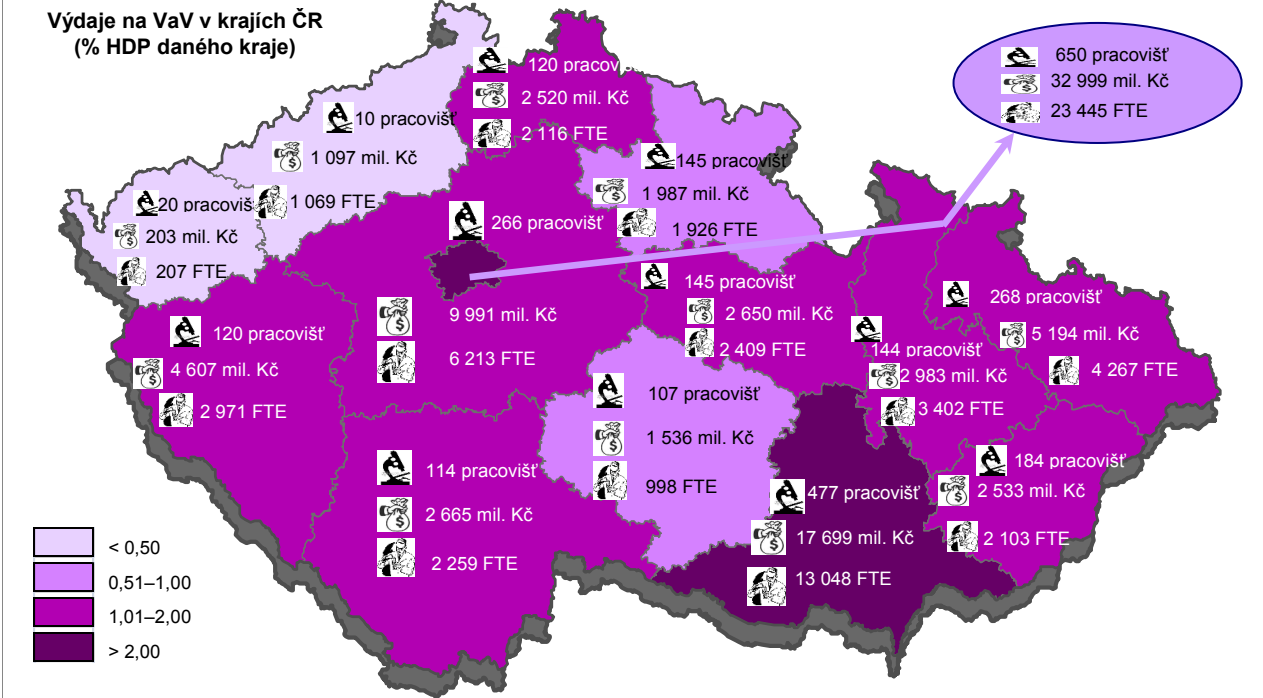 Výdaje na VaV v krajích ČR
(% HDP daného kraje)
120 pracovišť
2 520 mil. Kč
2 116 FTE
650 pracovišť
32 999 mil. Kč
23 445 FTE
10 pracovišť
1 097 mil. Kč
1 069 FTE
145 pracovišť
1 987 mil. Kč
1 926 FTE
20 pracovišť
203 mil. Kč
207 FTE
266 pracovišť
9 991 mil. Kč
6 213 FTE
145 pracovišť
2 650 mil. Kč
2 409 FTE
268 pracovišť
5 194 mil. Kč
4 267 FTE
120 pracovišť
4 607 mil. Kč
2 971 FTE
144 pracovišť
2 983 mil. Kč
3 402 FTE
107 pracovišť
1 536 mil. Kč
998 FTE
114 pracovišť
2 665 mil. Kč
2 259 FTE
477 pracovišť
17 699 mil. Kč
13 048 FTE
184 pracovišť
2 533 mil. Kč
2 103 FTE
< 0,50
0,51–1,00
1,01–2,00
> 2,00